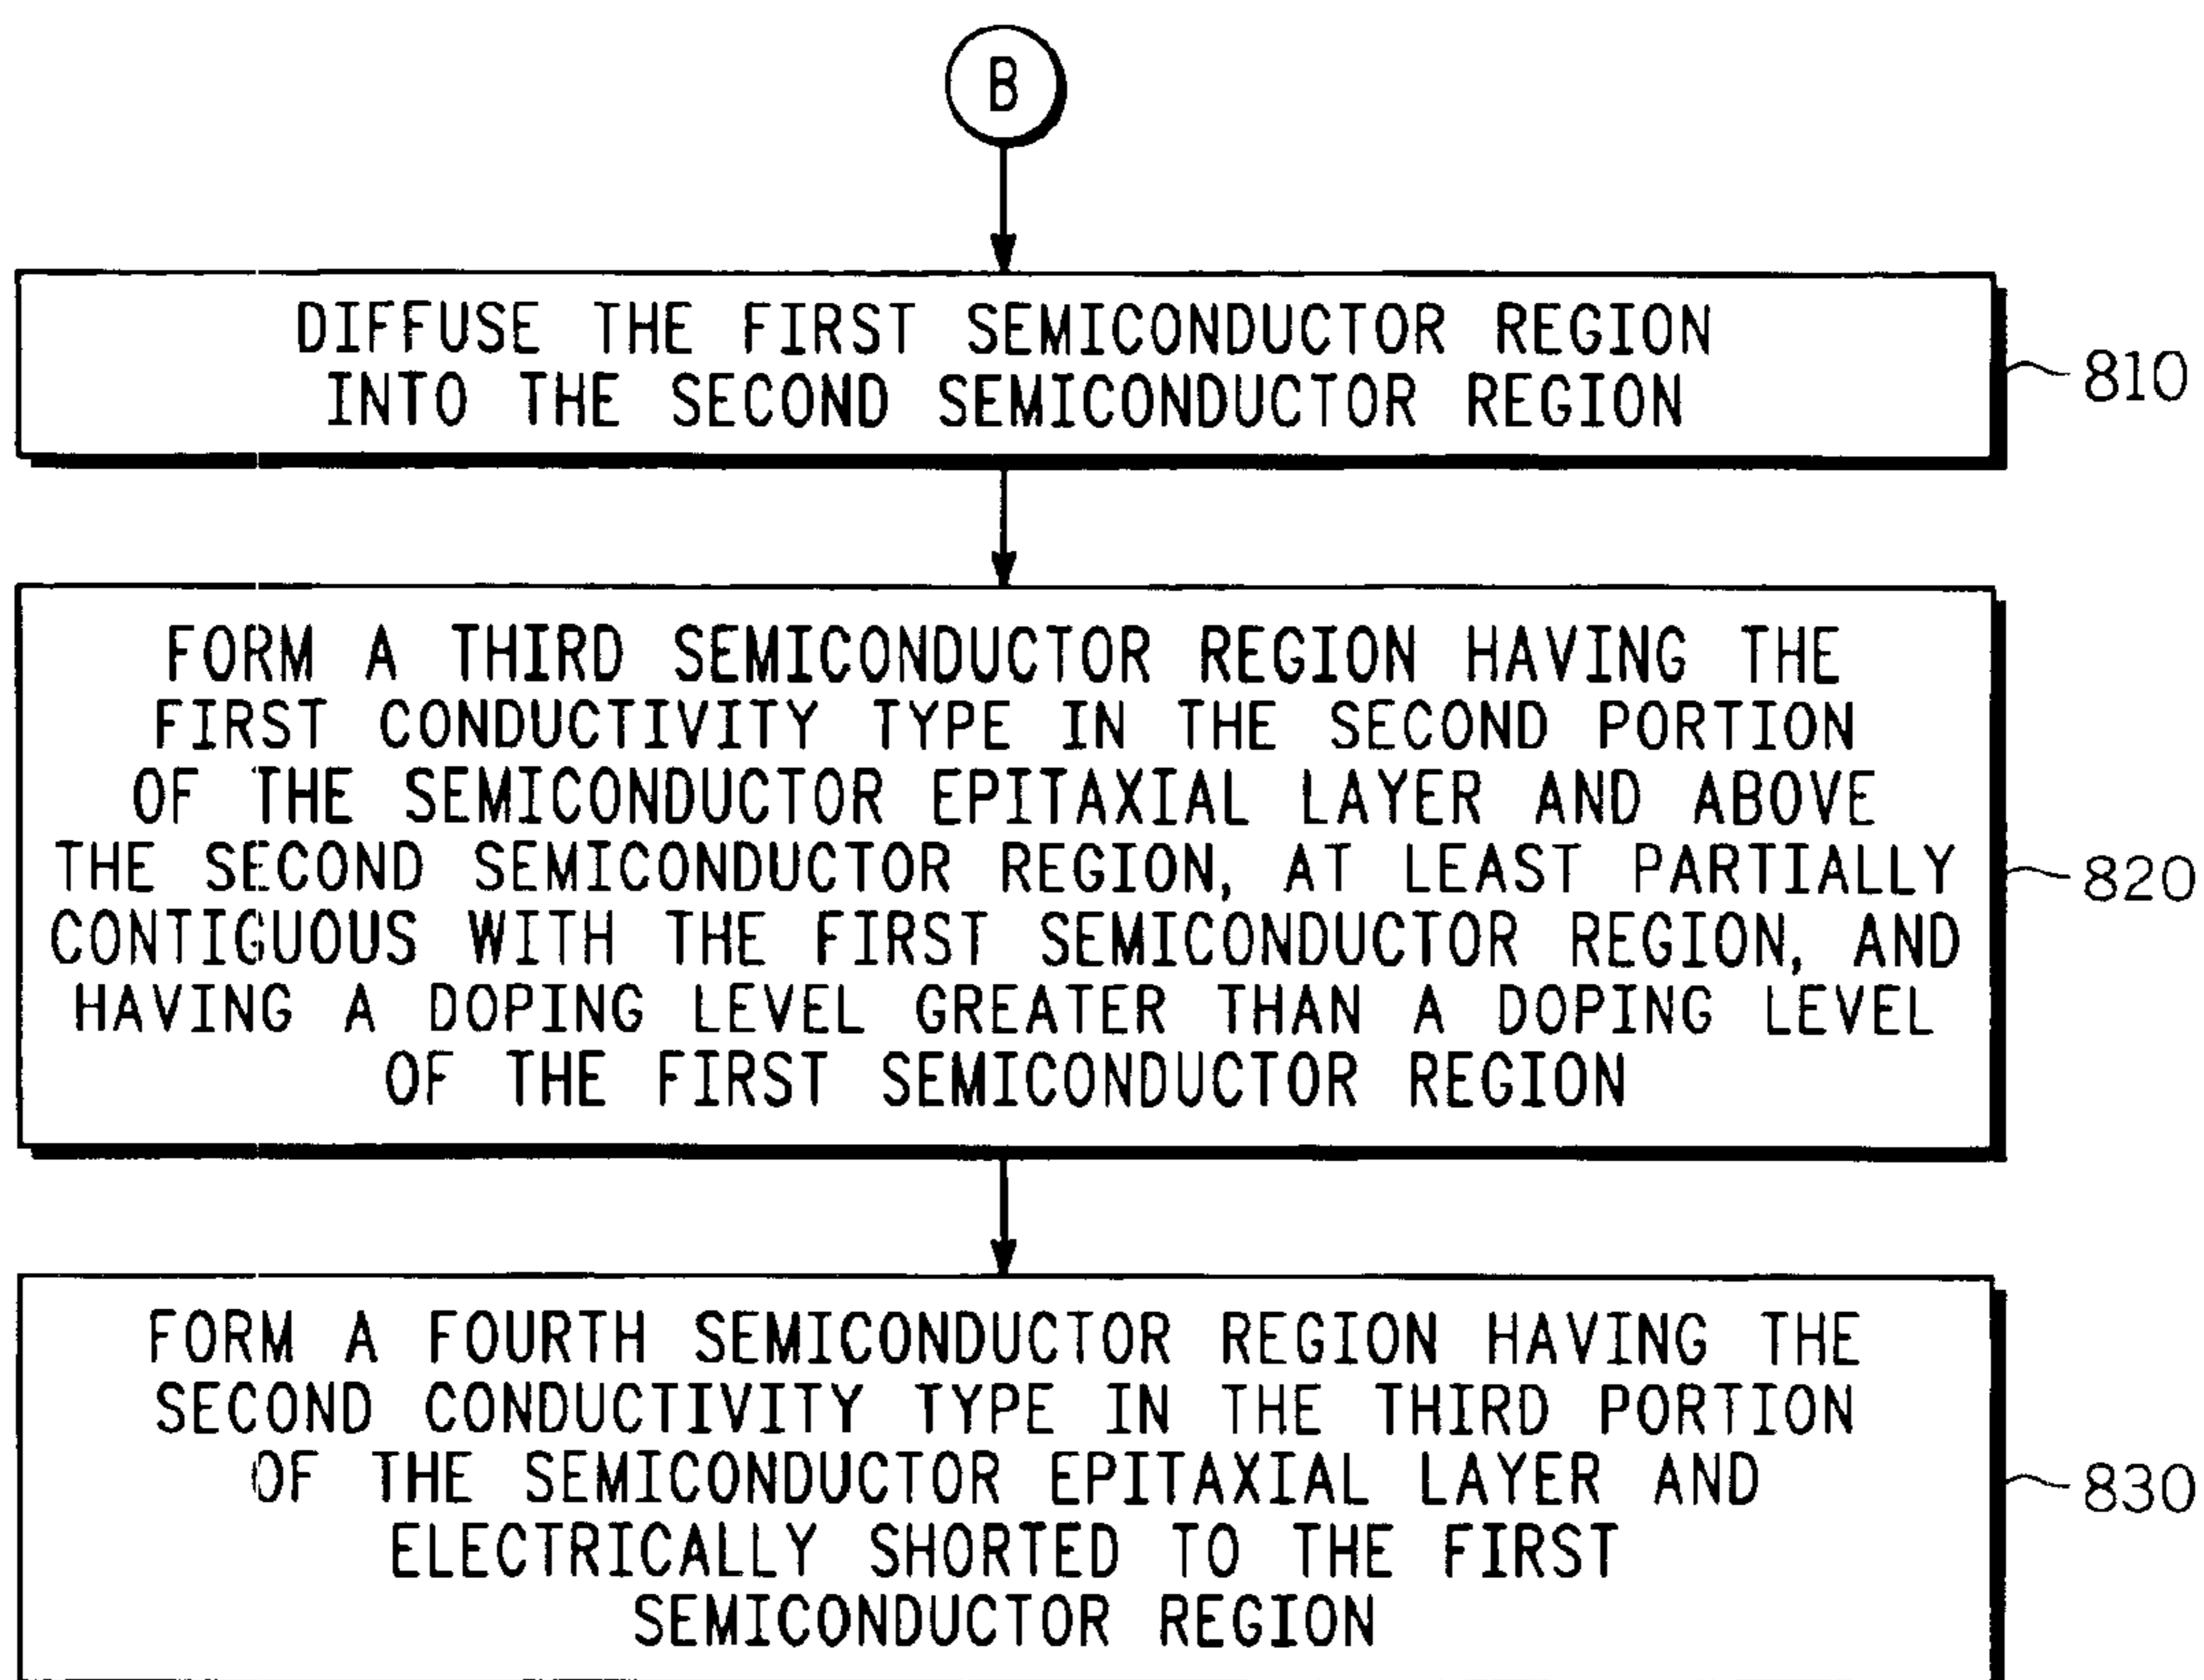 B
DIFFUSE THE FIRST SEMICONDUCTOR REGION
INTO THE SECOND SEMICONDUCTOR REGION
810
FORM A THIRD SEMICONDUCTOR REGION HAVING THE
FIRST CONDUCTIVITY TYPE IN THE SECOND PORTION
OF THE SEMICONDUCTOR EPITAXIAL LAYER AND ABOVE
THE SECOND SEMICONDUCTOR REGION, AT LEAST PARTIALLY
CONTIGUOUS WITH THE FIRST SEMICONDUCTOR REGION, AND
HAVING A DOPING LEVEL GREATER THAN A DOPING LEVEL
OF THE FIRST SEMICONDUCTOR REGION
820
FORM A FOURTH SEMICONDUCTOR REGION HAVING THE
SECOND CONDUCTIVITY TYPE IN THE THIRD PORTION
OF THE SEMICONDUCTOR EPITAXIAL LAYER AND
ELECTRICALLY SHORTED TO THE FIRST
SEMICONDUCTOR REGION
830